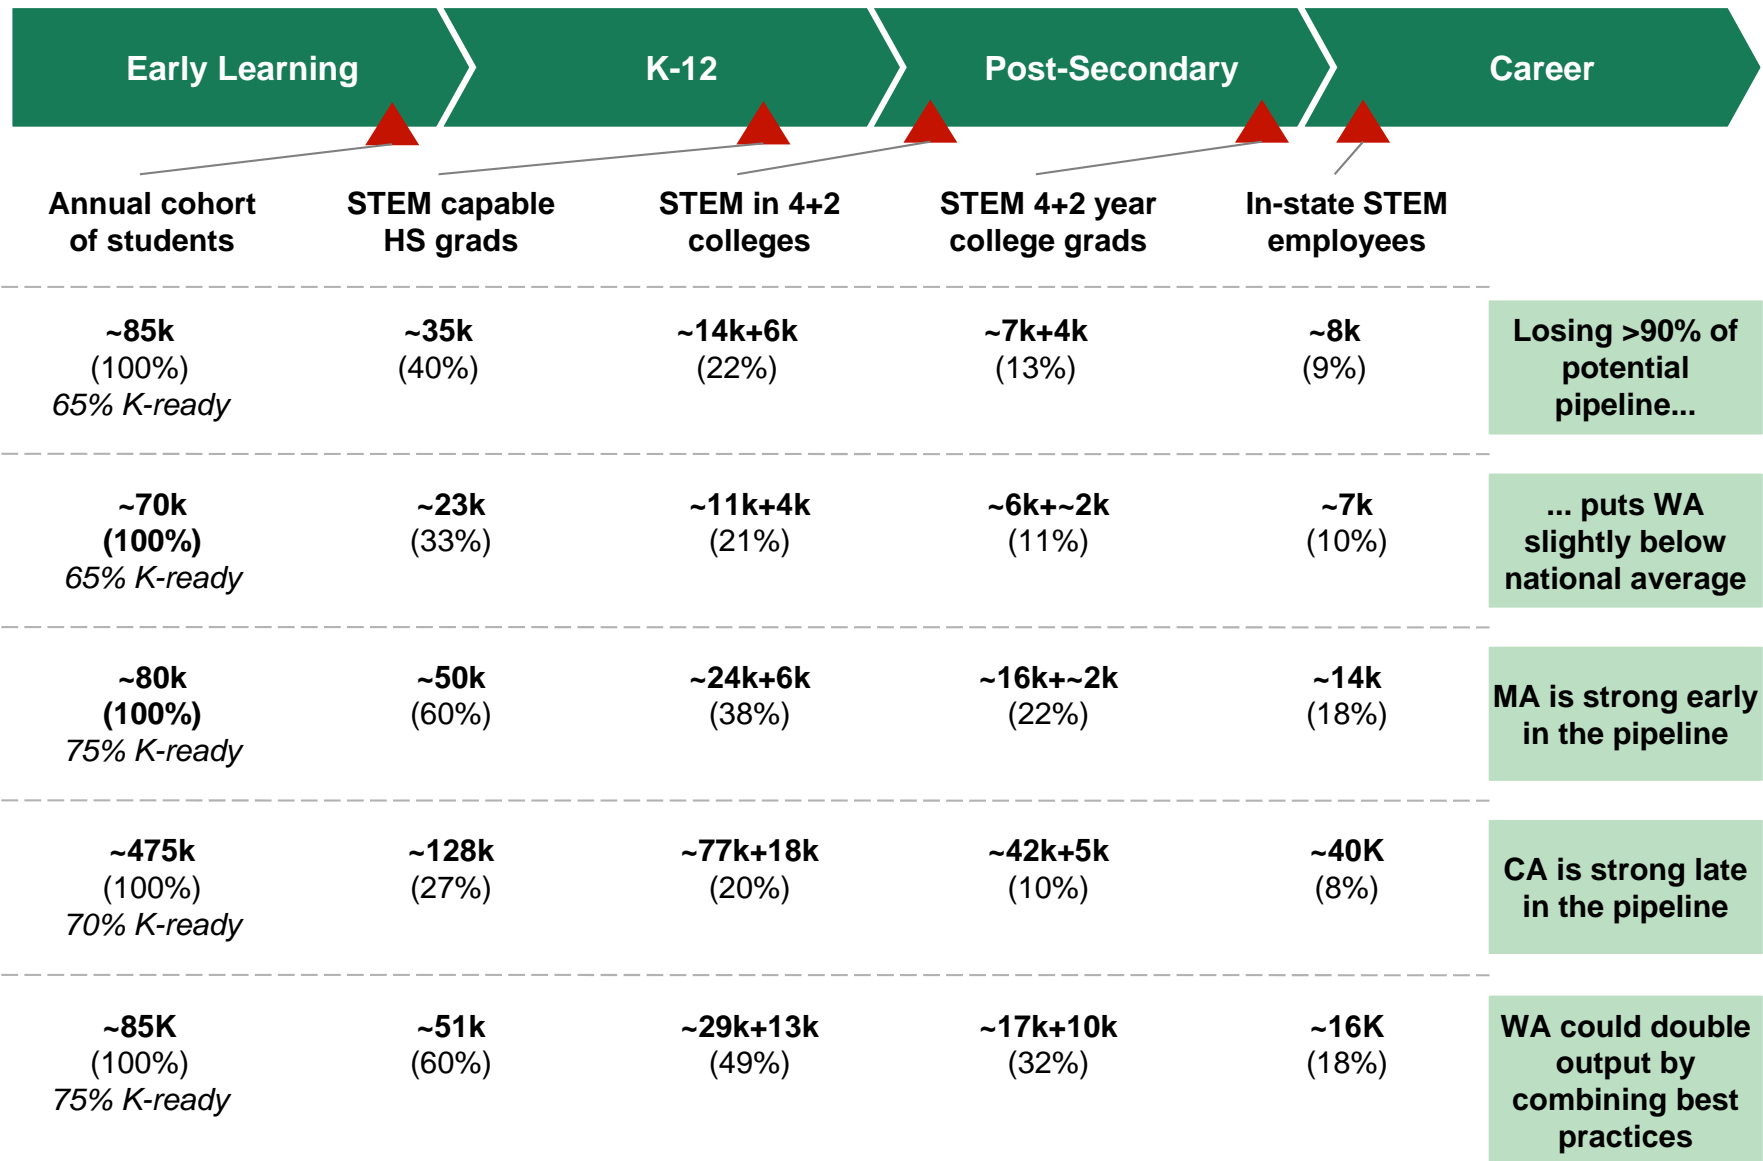 Early Learning
K-12
Post-Secondary
Career
Annual cohort
of students
STEM capable
HS grads
STEM in 4+2
colleges
STEM 4+2 year
college grads
In-state STEM
employees
~85k
(100%)
65% K-ready
~35k
(40%)
~14k+6k
(22%)
~7k+4k
(13%)
~8k
(9%)
Losing >90% of
potential
pipeline...
~70k
(100%)
65% K-ready
~23k
(33%)
~11k+4k
(21%)
~6k+~2k
(11%)
~7k
(10%)
... puts WA
slightly below
national average
~80k
(100%)
75% K-ready
~50k
(60%)
~24k+6k
(38%)
~16k+~2k
(22%)
~14k
(18%)
MA is strong early
in the pipeline
~475k
(100%)
70% K-ready
~128k
(27%)
~77k+18k
(20%)
~42k+5k
(10%)
~40K
(8%)
CA is strong late
in the pipeline
~85K
(100%)
75% K-ready
~51k
(60%)
~29k+13k
(49%)
~17k+10k
(32%)
~16K
(18%)
WA could double
output by
combining best
practices